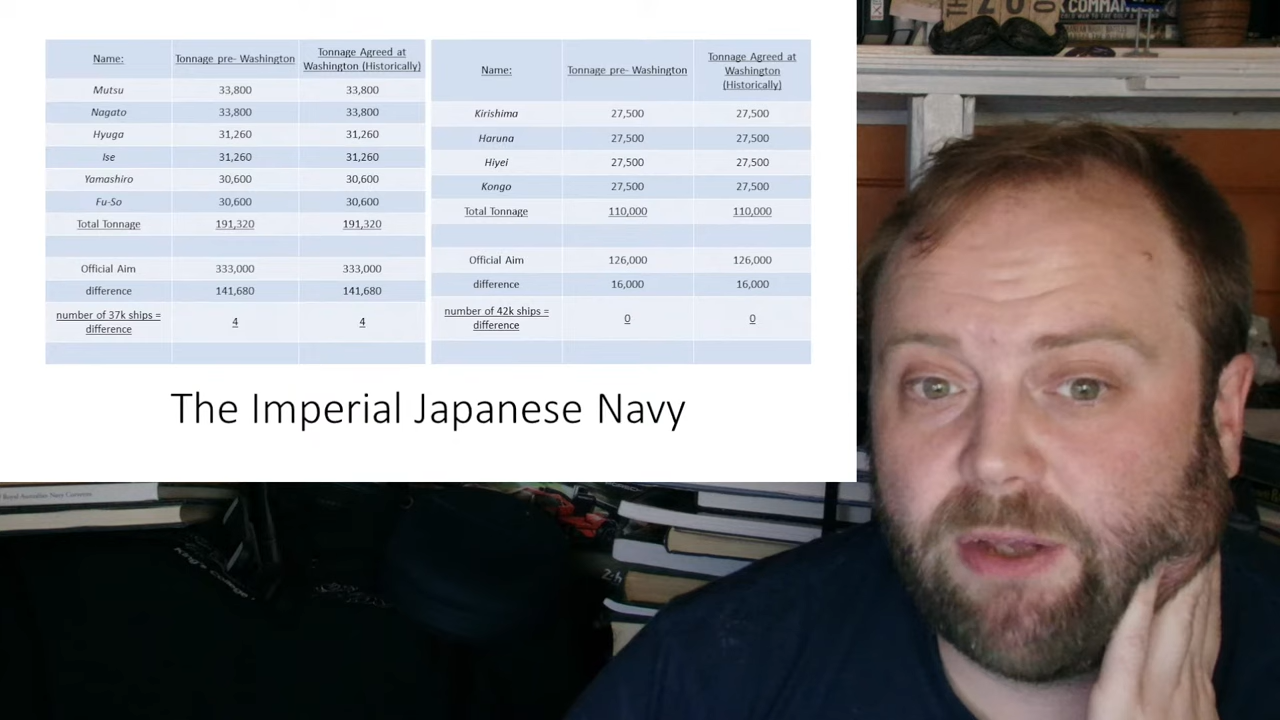 Name: Tonnage pre- Washington Tonnage Agreed at Washington (Historically)
Mutsu 33,800 33,800
Nagato 33,800 33,800
Hyuga 31,260 31,260
Ise 31,260 31,260
Yamashiro 30,600 30,600
Fu-So 30,600 30,600
Total Tonnage 191,320 191,320
Official Aim 333,000 333,000
difference 141,680 141,680
number of 37k ships = difference 4 4
Name: Tonnage pre- Washington Tonnage Agreed at Washington (Historically)
Kirishima 27,500 27,500
Haruna 27,500 27,500
Hiyei 27,500 27,500
Kongo 27,500 27,500
Total Tonnage 110,000 110,000
Official Aim 126,000 126,000
difference 16,000 16,000
number of 42k ships = difference 0 0
The Imperial Japanese Navy
THE 20
COMMAN
Royal Australian Navy